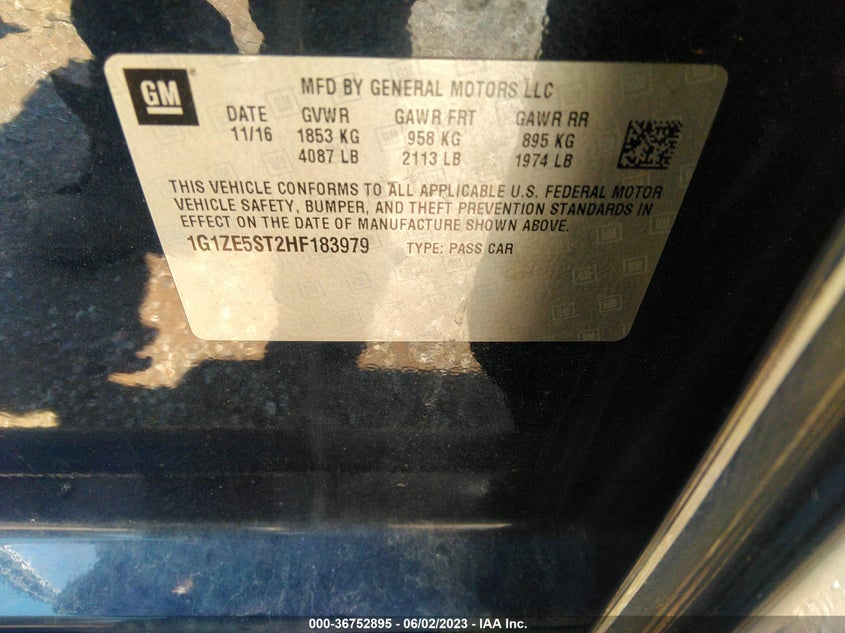 GM
MFD BY GENERAL MOTORS LLC
DATE GVWR GAWR FRT GAWR RR
11/16 1853 KG 958 KG 895 KG
4087 LB 2113 LB 1974 LB
THIS VEHICLE CONFORMS TO ALL APPLICABLE U.S. FEDERAL MOTOR
VEHICLE SAFETY, BUMPER, AND THEFT PREVENTION STANDARDS IN
EFFECT ON THE DATE OF MANUFACTURE SHOWN ABOVE.
1G1ZE5ST2HF183979 TYPE: PASS CAR
000-36752895 - 06/02/2023 - IAA Inc.